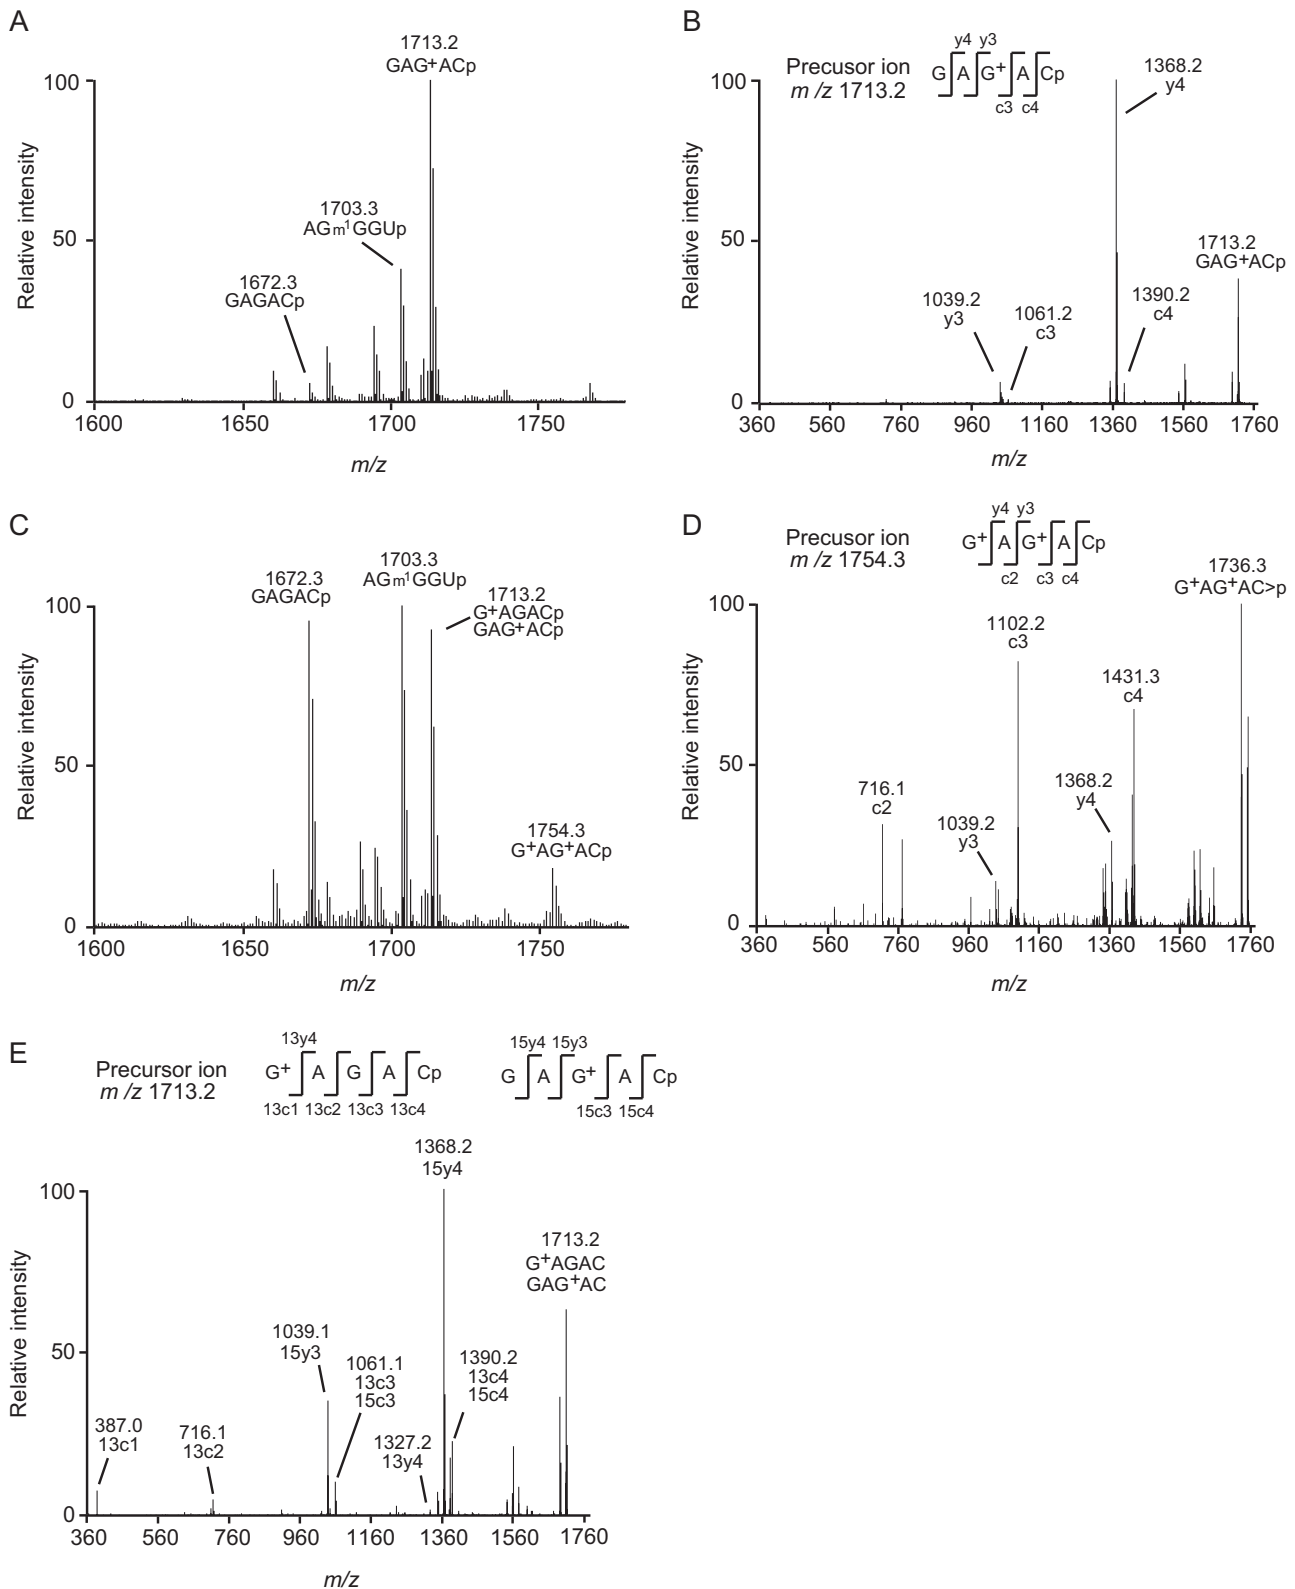 A
1713.2
GAG+ACp
100
1703.3
AGm1GGUp
50
1672.3
GAGACp
0
1600
1650
1700
1750
Relative intensity
m/z
B
Precusor ion
m /z 1713.2
y4 y3
G A G+ A Cp
c3 c4
1368.2
y4
100
1713.2
GAG+ACp
50
1039.2
y3
1061.2
c3
1390.2
c4
0
360 560 760 960 1160 1360 1560 1760
Relative intensity
m/z
C
1672.3
GAGACp
1703.3
AGm1GGUp
1713.2
G+AGACp
GAG+ACp
100
50
1754.3
G+AG+ACp
0
1600
1650
1700
1750
Relative intensity
m/z
D
Precusor ion
m /z 1754.3
y4 y3
G+ A G+ A Cp
c2 c3 c4
1736.3
G+AG+AC>p
100
1102.2
c3
1431.3
c4
50
716.1
c2
1039.2
y3
1368.2
y4
0
360 560 760 960 1160 1360 1560 1760
Relative intensity
m/z
E
Precursor ion
m /z 1713.2
13y4
G+ A G A Cp
13c1 13c2 13c3 13c4
15y4 15y3
G A G+ A Cp
15c3 15c4
1368.2
15y4
100
1713.2
G+AGAC
GAG+AC
50
1039.1
15y3
1061.1
13c3
15c3
1390.2
13c4
15c4
387.0
13c1
716.1
13c2
1327.2
13y4
0
360 560 760 960 1160 1360 1560 1760
Relative intensity
m/z